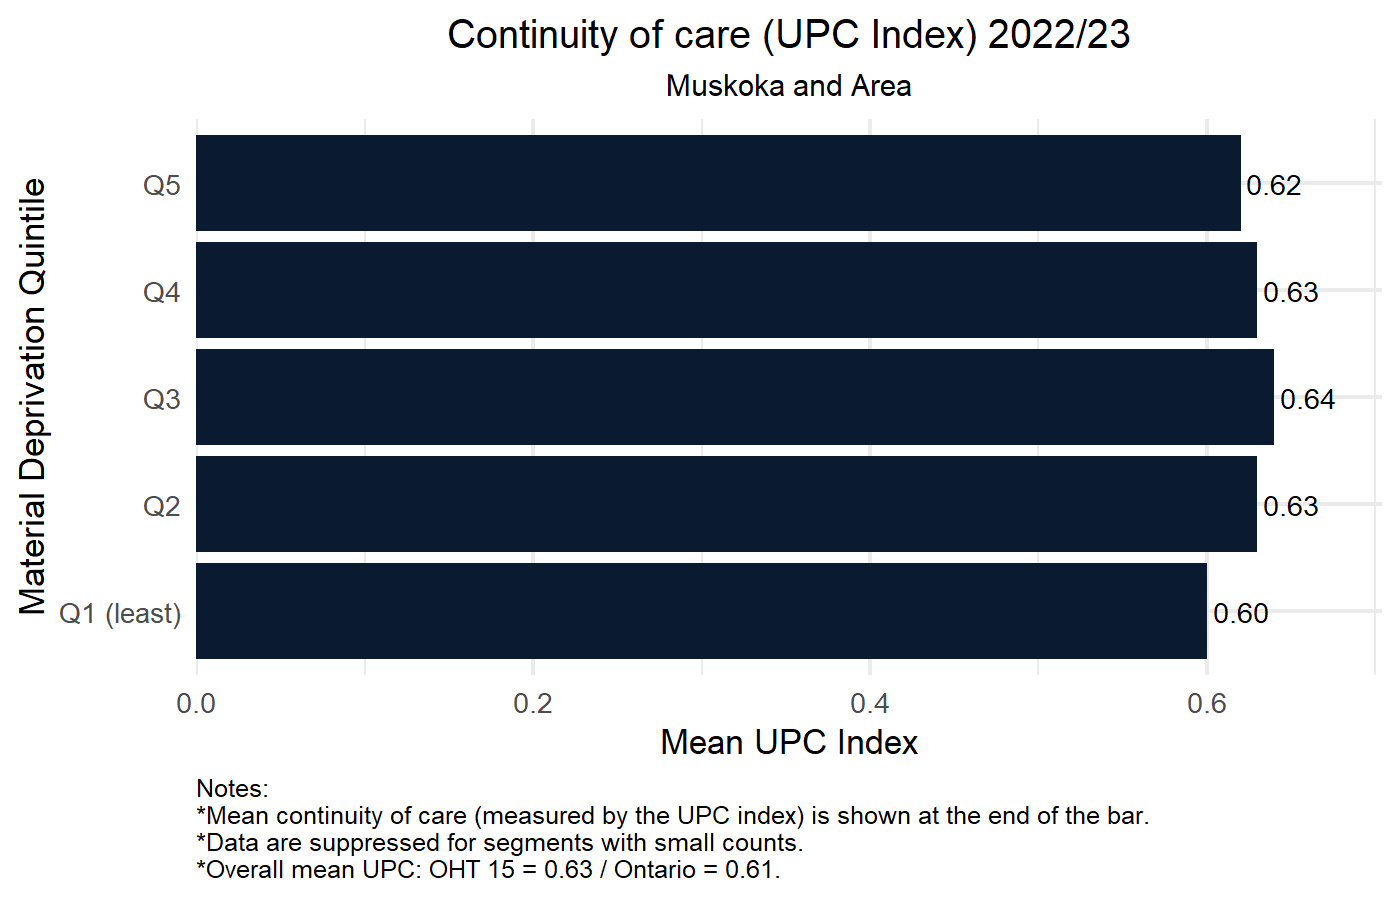 Continuity of care (UPC Index) 2022/23
Muskoka and Area
Material Deprivation Quintile
Q5
0.62
Q4
0.63
Q3
0.64
Q2
0.63
Q1 (least)
0.60
0.0 0.2 0.4 0.6
Mean UPC Index
Notes:
*Mean continuity of care (measured by the UPC index) is shown at the end of the bar.
*Data are suppressed for segments with small counts.
*Overall mean UPC: OHT 15 = 0.63 / Ontario = 0.61.